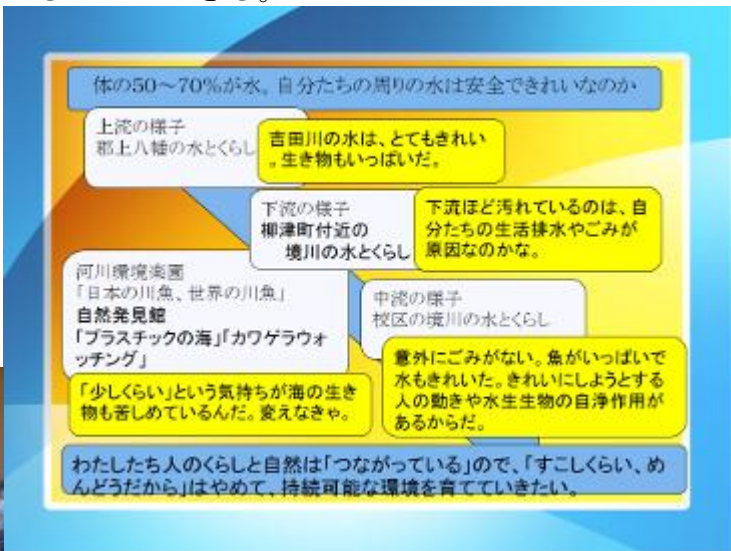 体の50～70％が水。自分たちの周りの水は安全できれいなのか
上流の様子
郡上八幡の水とくらし
吉田川の水は、とてもきれい
。生き物もいっぱいだ。
下流の様子
柳津町付近の
境川の水とくらし
下流ほど汚れているのは、自
分たちの生活排水やごみが
原因なのかな。
河川環境楽園
「日本の川魚、世界の川魚」
自然発見館
「プラスチックの海」「カワゲラウォ
ッチング」
中流の様子
校区の境川の水とくらし
「少しくらい」という気持ちが海の生き
物も苦しめているんだ。変えなきゃ。
意外にごみがない。魚がいっぱいで
水もきれいた。きれいにしようとする
人の動きや水生生物の自浄作用が
あるからだ。
わたしたち人のくらしと自然は「つながっている」ので、「すこしくらい、め
んどうだから」はやめて、持続可能な環境を育てていきたい。